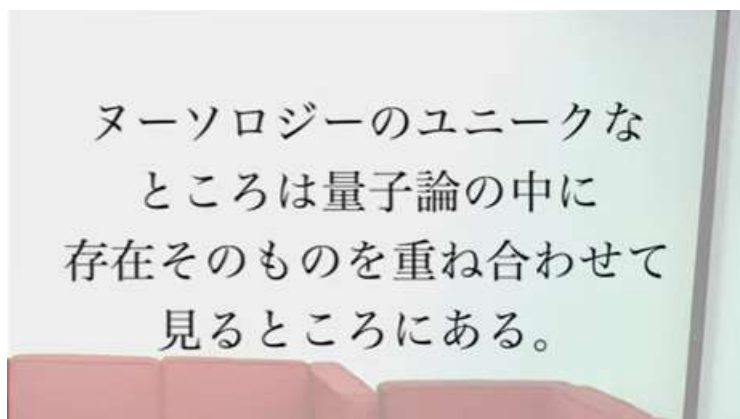 ヌーソロジーのユニークな
ところは量子論の中に
存在そのものを重ね合わせて
見るところにある。